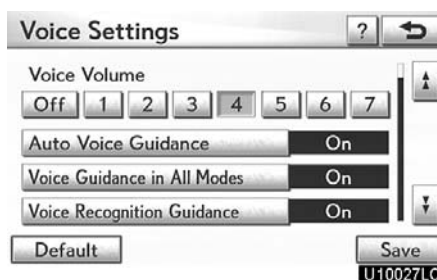 Voice Settings ?
Voice Volume
Off 1 2 3 4 5 6 7
Auto Voice Guidance On
Voice Guidance in All Modes On
Voice Recognition Guidance On
Default Save
U10027LC